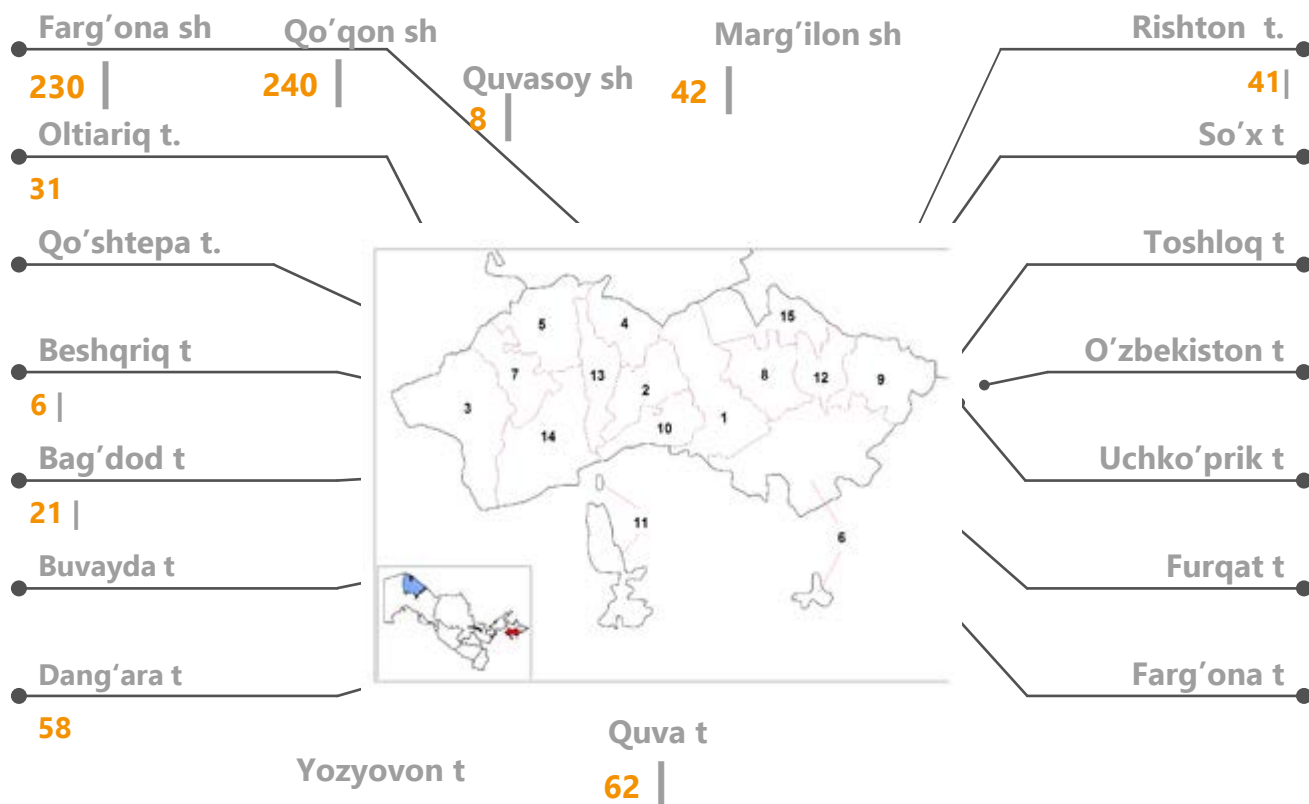 Farg’ona sh
230 |
Qo’qon sh
240 |
Quvasoy sh
8 |
Marg’ilon sh
42 |
Rishton t.
41|
Oltiariq t.
31
So’x t
Qo’shtepa t.
Toshloq t
Beshqriq t
6 |
O’zbekiston t
Bag’dod t
21 |
Uchko’prik t
Buvayda t
Furqat t
Dang‘ara t
58
Farg’ona t
Yozyovon t
Quva t
62 |
5
4
15
7
13
2
8
12
9
3
14
10
1
11
6